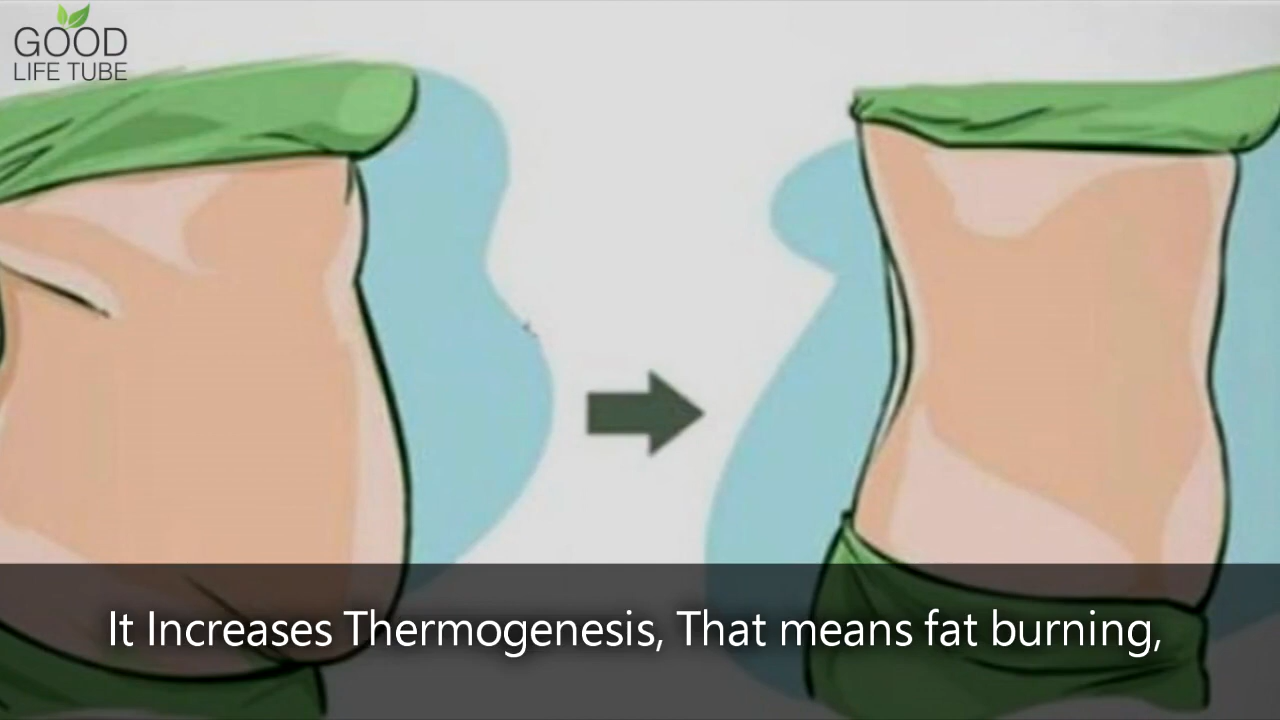 GOOD
LIFE TUBE
It Increases Thermogenesis, That means fat burning,